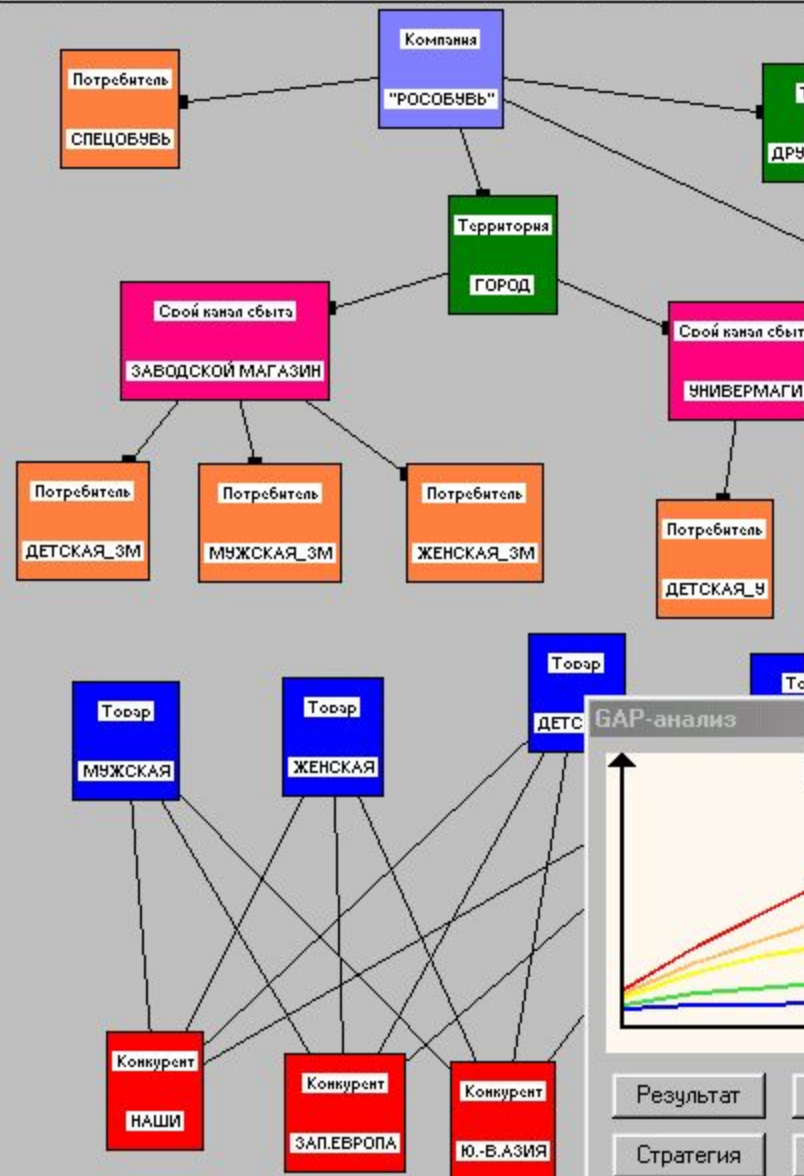 Компания
"РОСОБУВЬ"
Потребитель
СПЕЦОБУВЬ
Территория
ГОРОД
Свой канал сбыта
ЗАВОДСКОЙ МАГАЗИН
Свой канал сбыт
УНИВЕРМАГИ
Потребитель
ДЕТСКАЯ_ЗМ
Потребитель
МУЖСКАЯ_ЗМ
Потребитель
ЖЕНСКАЯ_ЗМ
Потребитель
ДЕТСКАЯ_У
Товар
МУЖСКАЯ
Товар
ЖЕНСКАЯ
Товар
ДЕТС
GAP-анализ
Конкурент
НАШИ
Конкурент
ЗАП.ЕВРОПА
Конкурент
Ю.-В.АЗИЯ
Результат
Стратегия